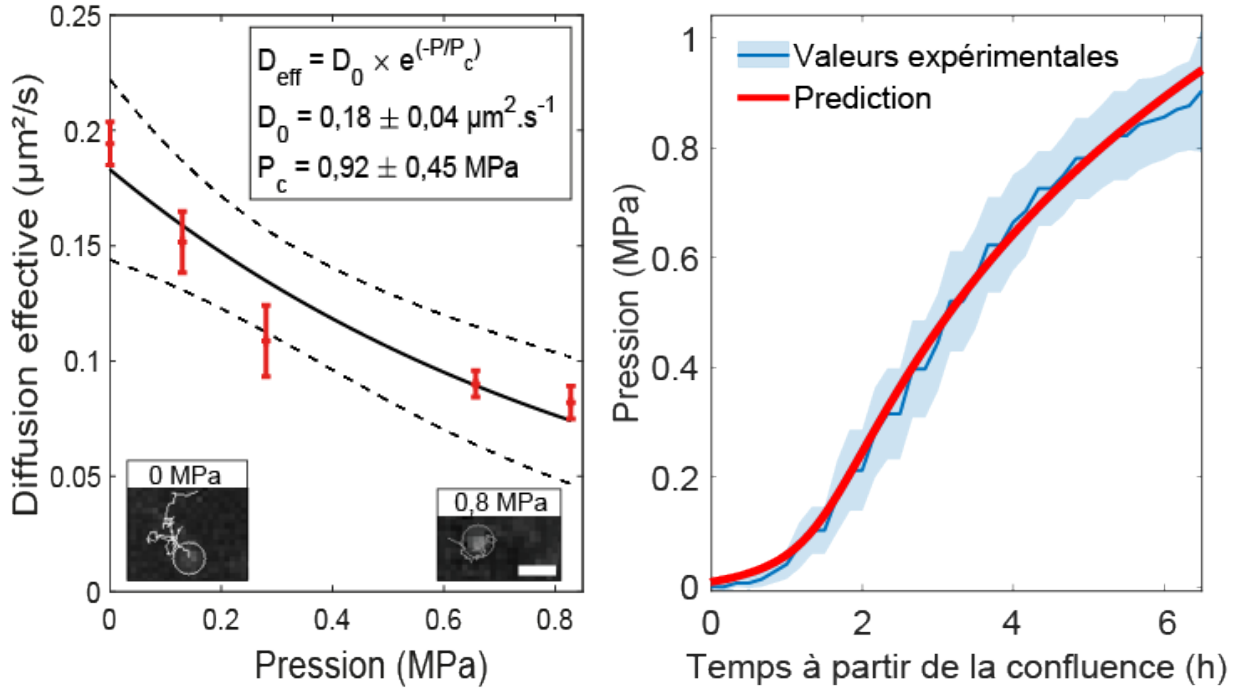 0.25
0.2
0.15
0.1
0.05
0
Diffusion effective (µm²/s)
D_eff = D_0 × e^(-P/P_c)
D_0 = 0,18 ± 0,04 µm².s⁻¹
P_c = 0,92 ± 0,45 MPa
0 MPa
0,8 MPa
0 0.2 0.4 0.6 0.8
Pression (MPa)
1
0.8
0.6
0.4
0.2
0
Pression (MPa)
Valeurs expérimentales
Prediction
0 2 4 6
Temps à partir de la confluence (h)